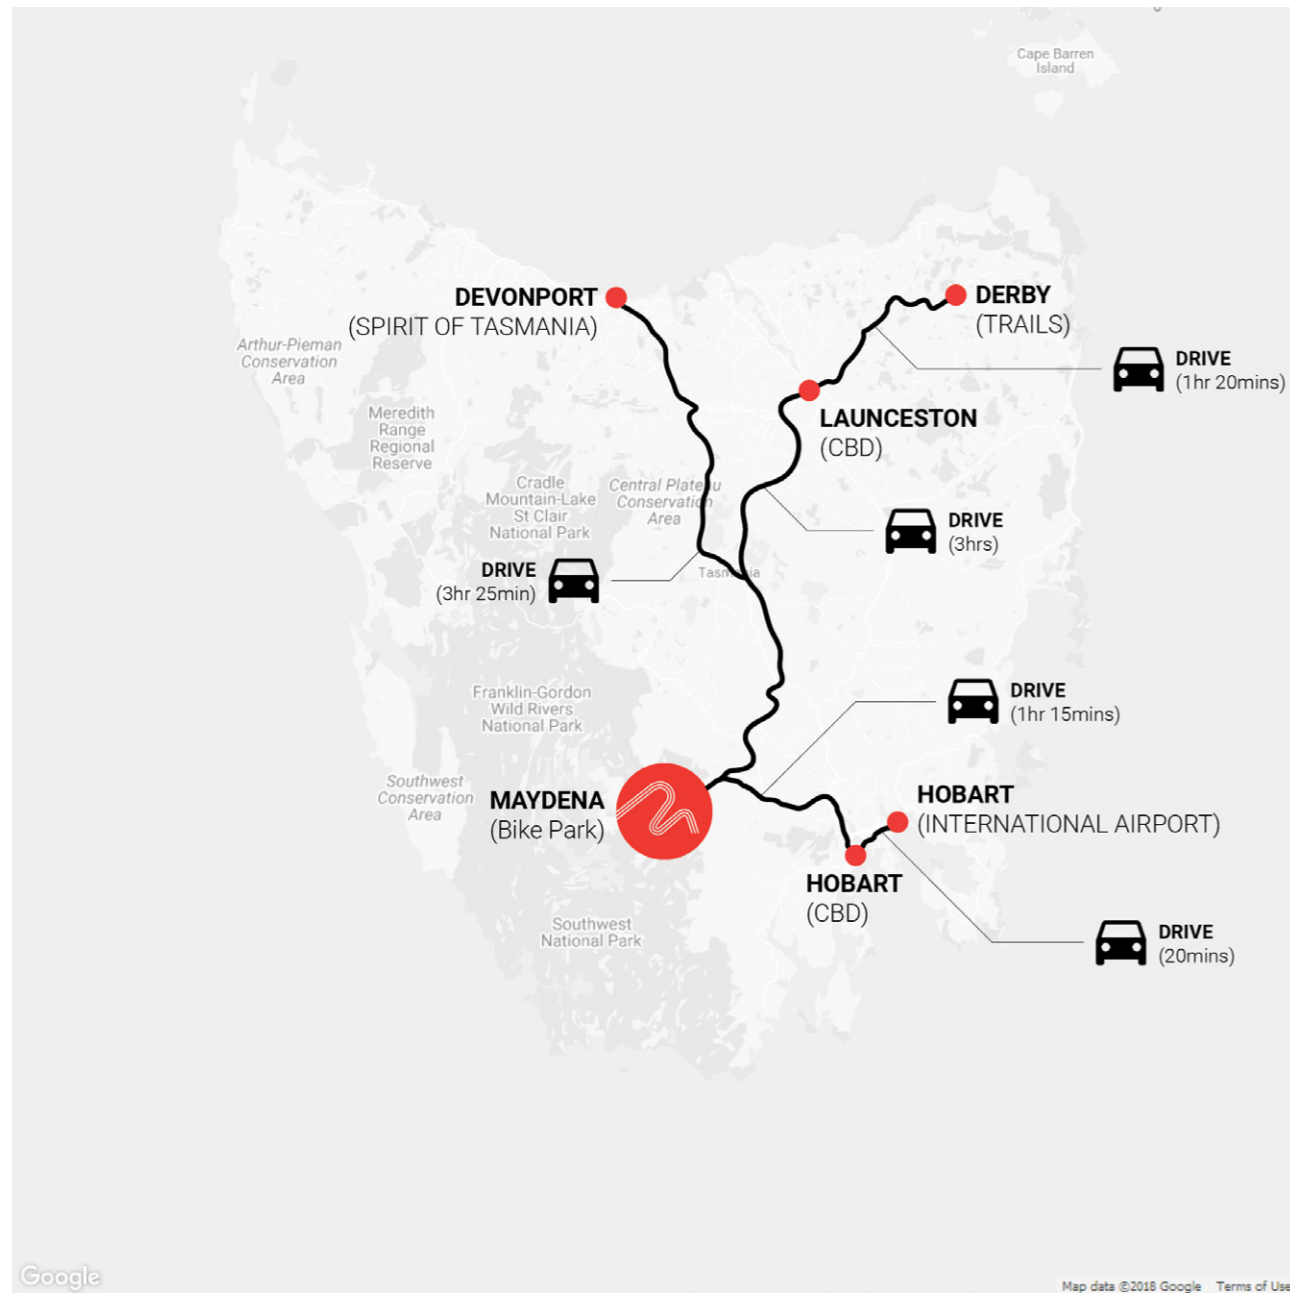 Cape Barren
Island
DEVONPORT
(SPIRIT OF TASMANIA)
DERBY
(TRAILS)
Arthur-Pieman
Conservation
Area
DRIVE
(1hr 20mins)
LAUNCESTON
(CBD)
Meredith
Range
Regional
Reserve
Cradle
Mountain-Lake
St Clair
National Park
Central Plateau
Conservation
Area
DRIVE
(3hrs)
DRIVE
(3hr 25min)
Tasmania
Franklin-Gordon
Wild Rivers
National Park
DRIVE
(1hr 15mins)
Southwest
Conservation
Area
MAYDENA
(Bike Park)
HOBART
(INTERNATIONAL AIRPORT)
HOBART
(CBD)
Southwest
National Park
DRIVE
(20mins)
Google
Map data ©2018 Google Terms of Use